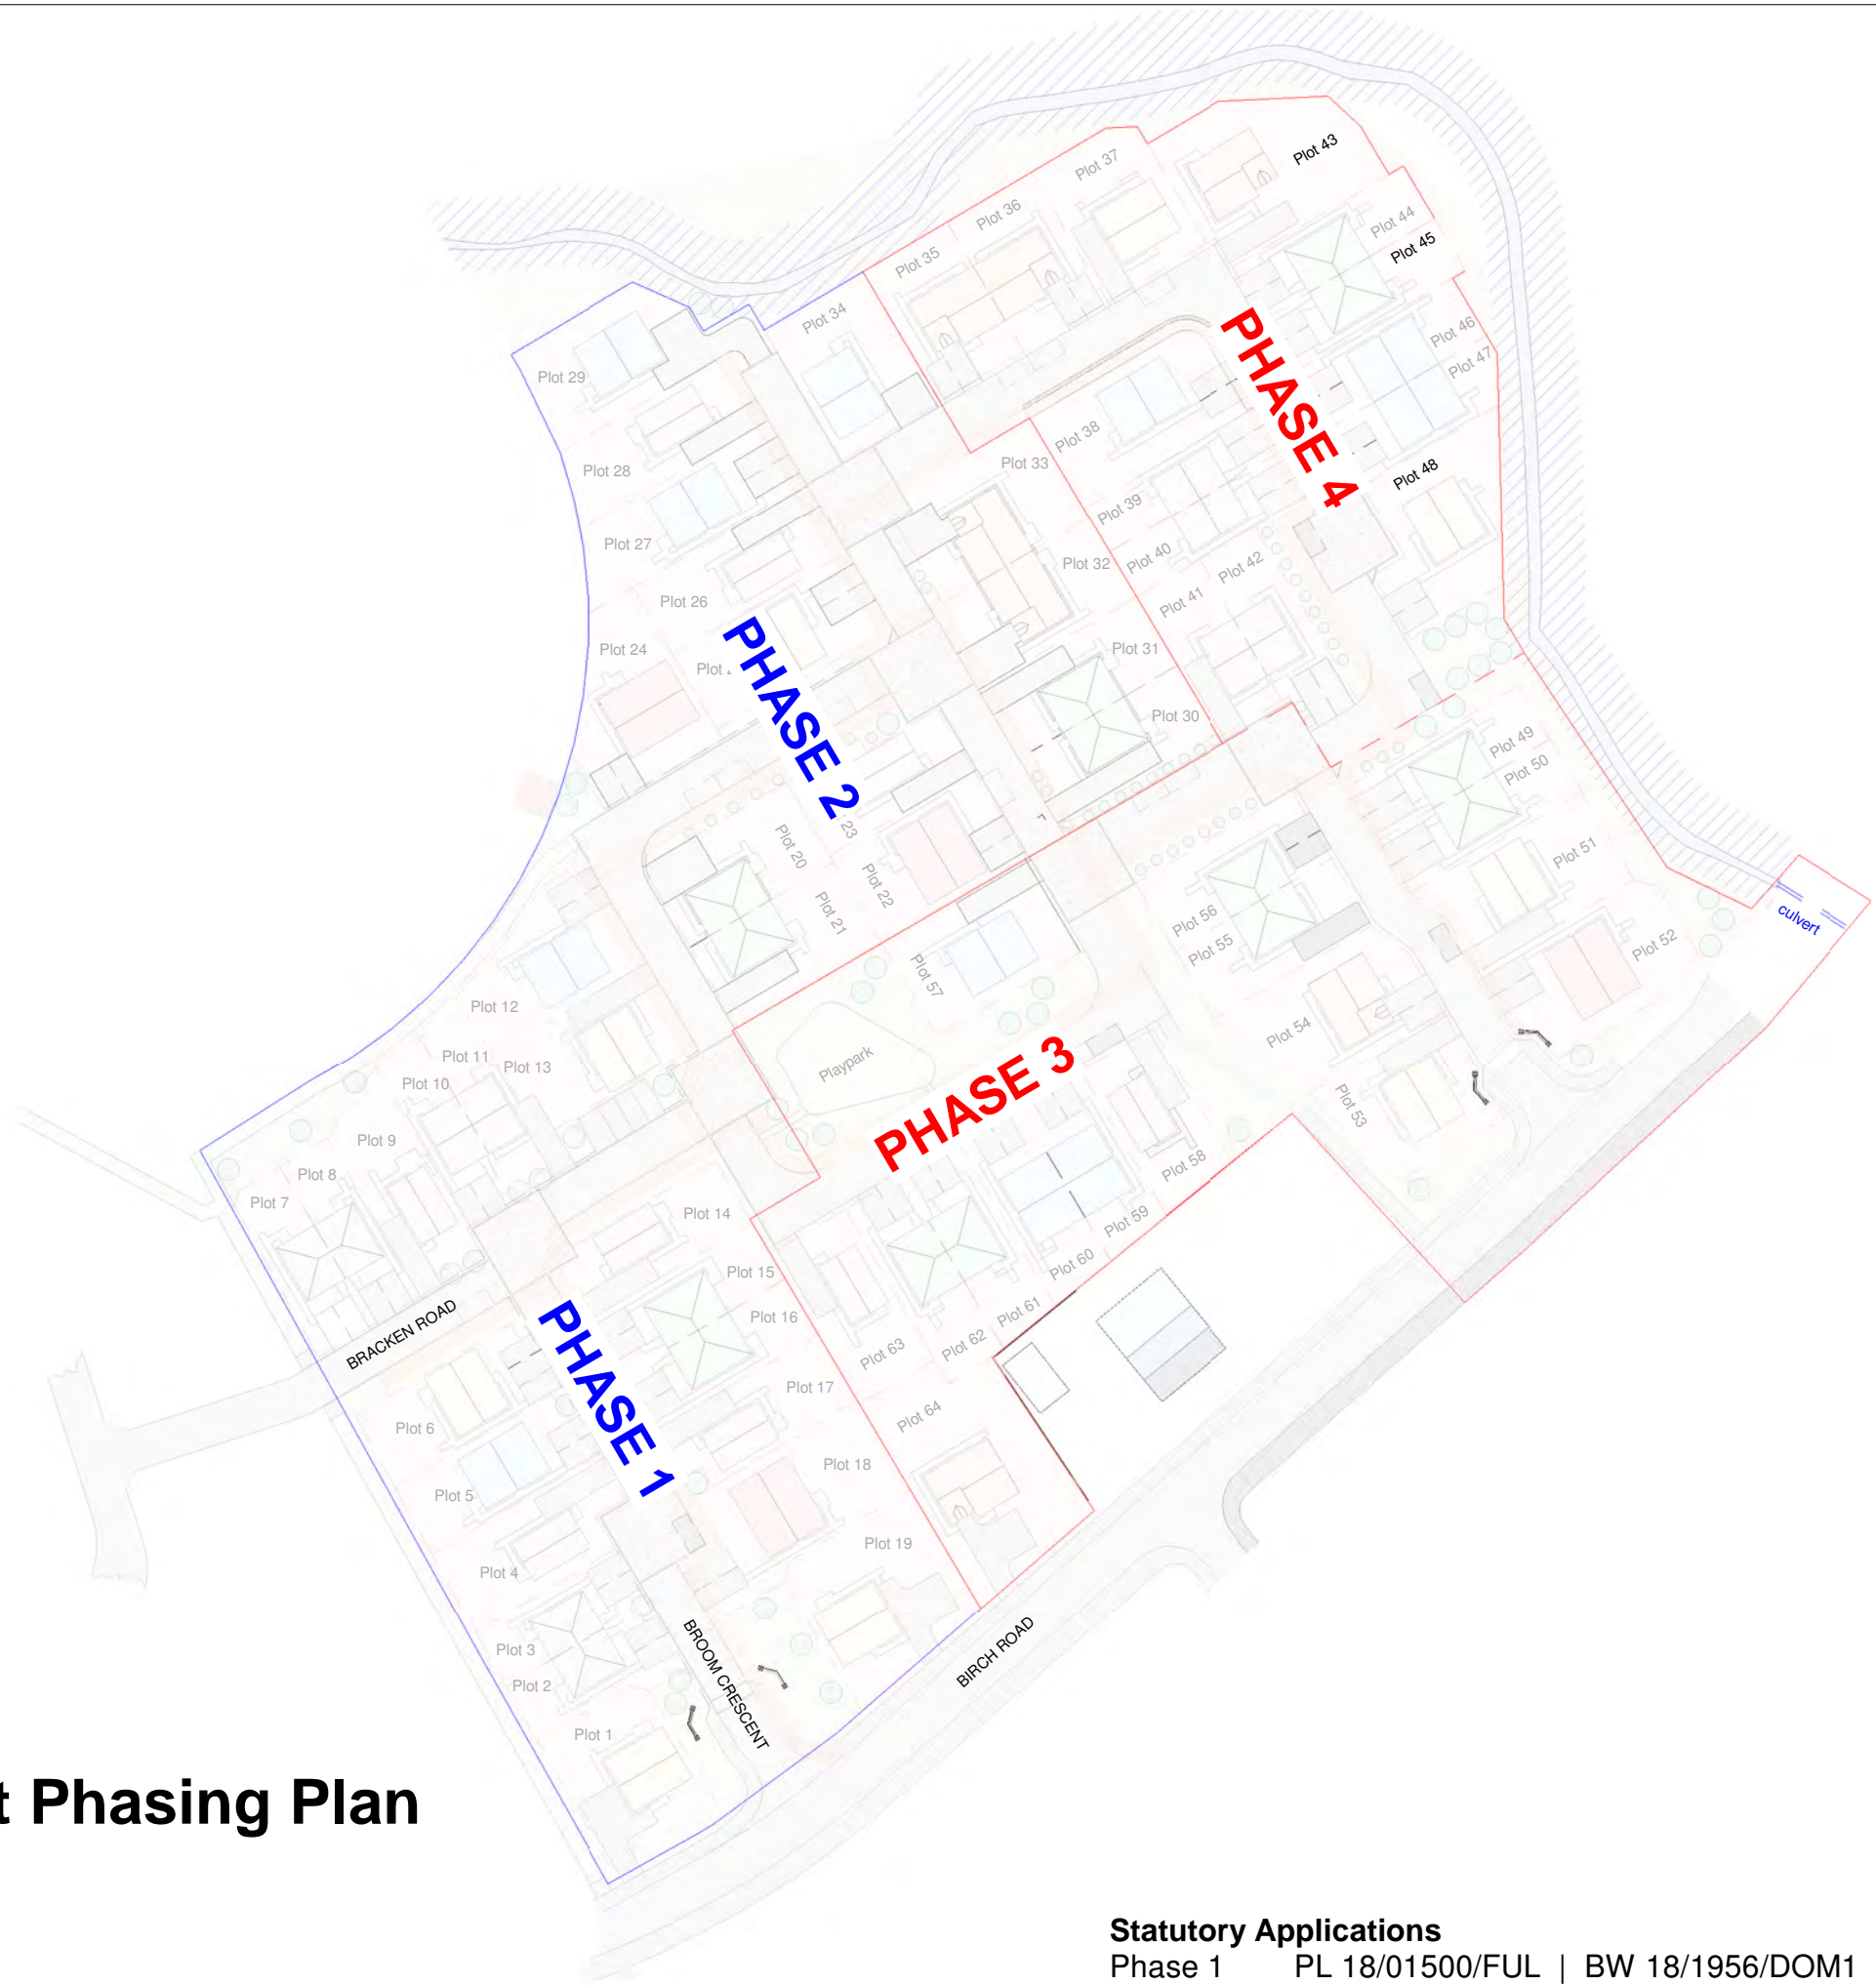 Plot 43
Plot 37
Plot 36
Plot 44
Plot 45
Plot 35
Plot 34
Plot 46
Plot 47
Plot 29
PHASE 4
Plot 38
Plot 33
Plot 28
Plot 48
Plot 39
Plot 27
Plot 40
Plot 32
Plot 42
Plot 26
Plot 41
Plot 24
Plot
PHASE 2
Plot 31
Plot 30
Plot 49
Plot 50
23
Plot 20
Plot 22
Plot 21
Plot 51
Plot 56
Plot 55
culvert
Plot 52
Plot 57
Plot 12
Plot 54
Plot 11
Plot 13
Plot 10
Playpark
PHASE 3
Plot 53
Plot 9
Plot 8
Plot 7
Plot 58
Plot 14
Plot 59
Plot 15
Plot 60
Plot 16
Plot 61
BRACKEN ROAD
PHASE 1
Plot 62
Plot 63
Plot 17
Plot 6
Plot 64
Plot 18
Plot 5
Plot 19
Plot 4
Plot 3
Plot 2
BROOM CRESCENT
BIRCH ROAD
Plot 1
t Phasing Plan
Statutory Applications
Phase 1 PL 18/01500/FUL | BW 18/1956/DOM1